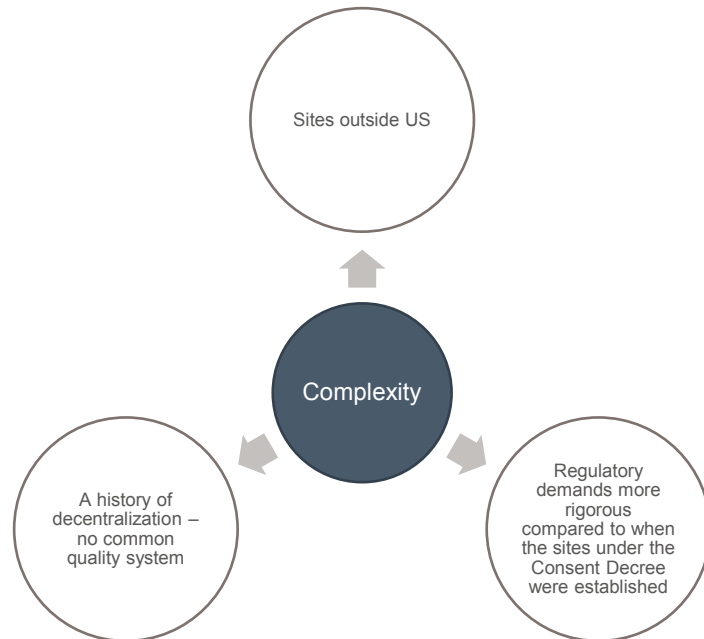 Sites outside US
Complexity
A history of
decentralization –
no common
quality system
Regulatory
demands more
rigorous
compared to when
the sites under the
Consent Decree
were established